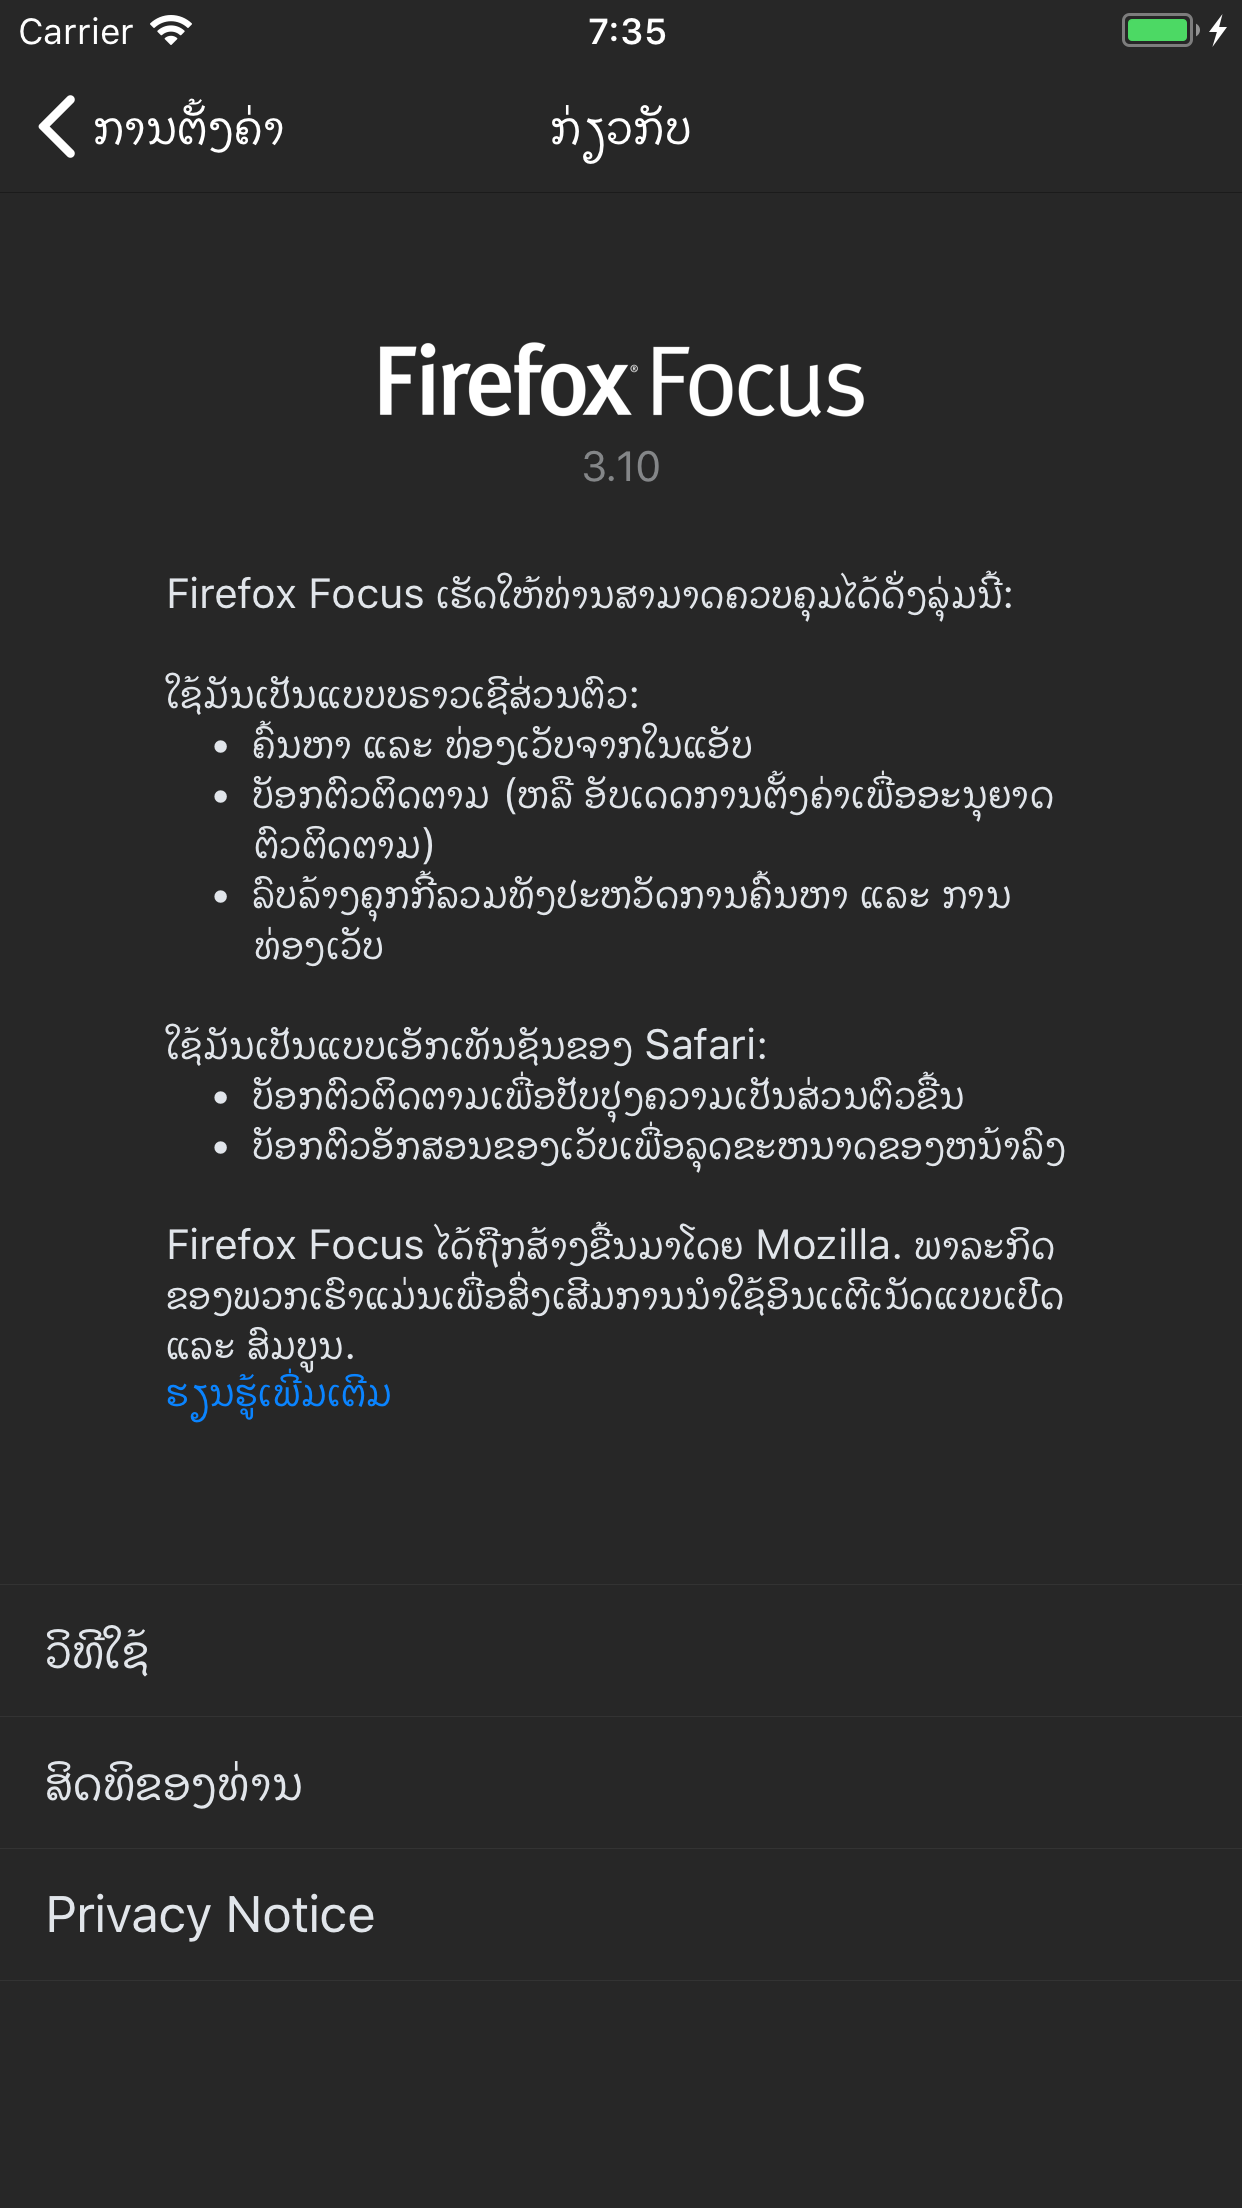 Carrier 7:35
ການຕັ້ງຄ່າ ກ່ຽວກັບ
Firefox® Focus
3.10
Firefox Focus ເຮັດໃຫ້ທ່ານສາມາດຄວບຄຸມໄດ້ດັ່ງລຸ່ມນີ້:
ໃຊ້ມັນເປັນແບບບຣາວເຊີສ່ວນຕົວ:
• ຄົ້ນຫາ ແລະ ທ່ອງເວັບຈາກໃນແອັບ
• ບັອກຕົວຕິດຕາມ (ຫລື ອັບເດດການຕັ້ງຄ່າເພື່ອອະນຸຍາດ
ຕົວຕິດຕາມ)
• ລົບລ້າງຄຸກກີ້ລວມທັງປະຫວັດການຄົ້ນຫາ ແລະ ການ
ທ່ອງເວັບ
ໃຊ້ມັນເປັນແບບເອັກເທັນຊັນຂອງ Safari:
• ບັອກຕົວຕິດຕາມເພື່ອປັບປຸງຄວາມເປັນສ່ວນຕົວຂື້ນ
• ບັອກຕົວອັກສອນຂອງເວັບເພື່ອລຸດຂະຫນາດຂອງຫນ້າລົງ
Firefox Focus ໄດ້ຖືກສ້າງຂື້ນມາໂດຍ Mozilla. ພາລະກິດ
ຂອງພວກເຮົາແມ່ນເພື່ອສົ່ງເສີມການນຳໃຊ້ອິນເເຕີເນັດແບບເປີດ
ແລະ ສົມບູນ.
ຮຽນຮູ້ເພີ່ມເຕີມ
ວິທີໃຊ້
ສິດທິຂອງທ່ານ
Privacy Notice